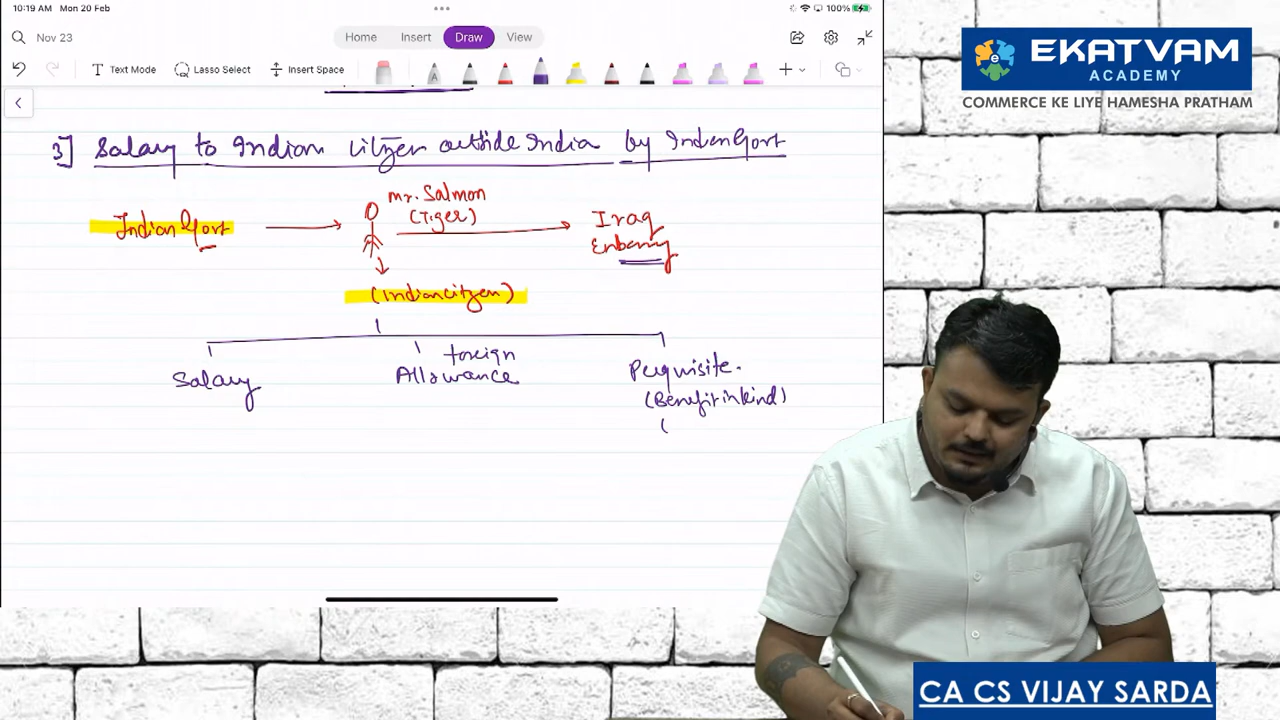 10:19 AM Mon 20 Feb
100%
Nov 23
Home Insert Draw View
Text Mode Lasso Select Insert Space
EKATVAM
ACADEMY
COMMERCE KE LIYE HAMESHA PRATHAM
3] Salary to Indian Citizen outside India by Indian Govt
Indian Govt
mr. Salmon
(Tiger)
Iraq
Embassy
(Indian citizen)
Salary
foreign
Allowance
Perquisite.
(Benefit in kind)
(
CA CS VIJAY SARDA